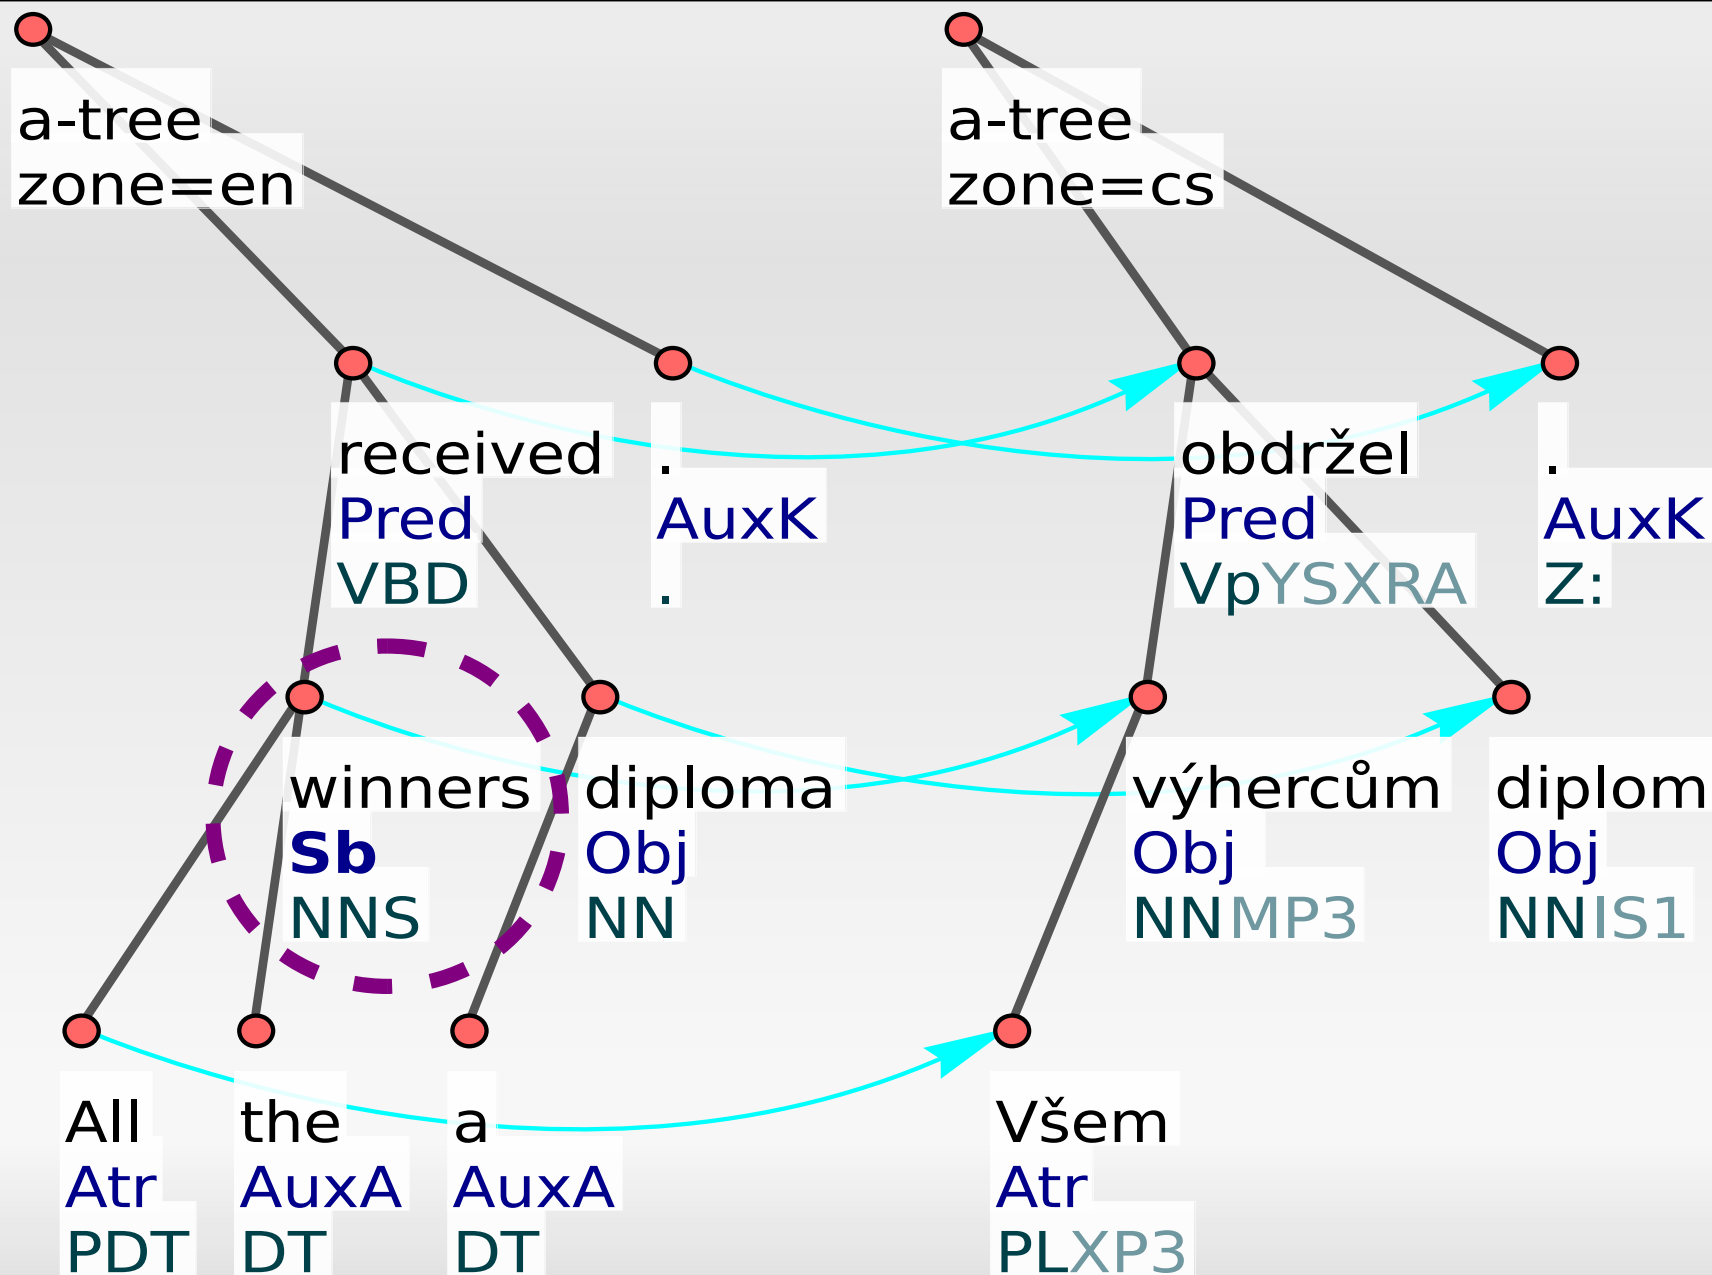 a-tree
zone=en
a-tree
zone=cs
received
Pred
VBD
.
AuxK
.
obdržel
Pred
VpYSXRA
.
AuxK
Z:
winners
Sb
NNS
diploma
Obj
NN
výhercům
Obj
NNMP3
diplom
Obj
NNIS1
All
Atr
PDT
the
AuxA
DT
a
AuxA
DT
Všem
Atr
PLXP3